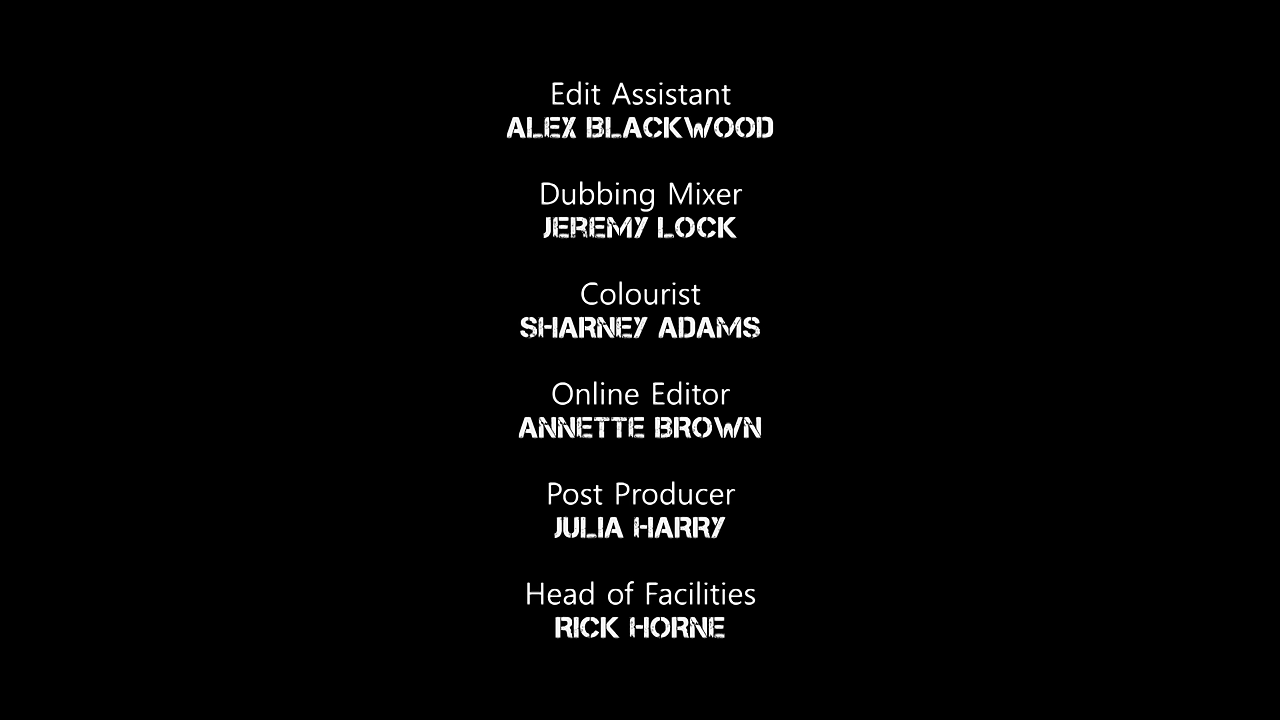 Edit Assistant
ALEX BLACKWOOD
Dubbing Mixer
JEREMY LOCK
Colourist
SHARNEY ADAMS
Online Editor
ANNETTE BROWN
Post Producer
JULIA HARRY
Head of Facilities
RICK HORNE